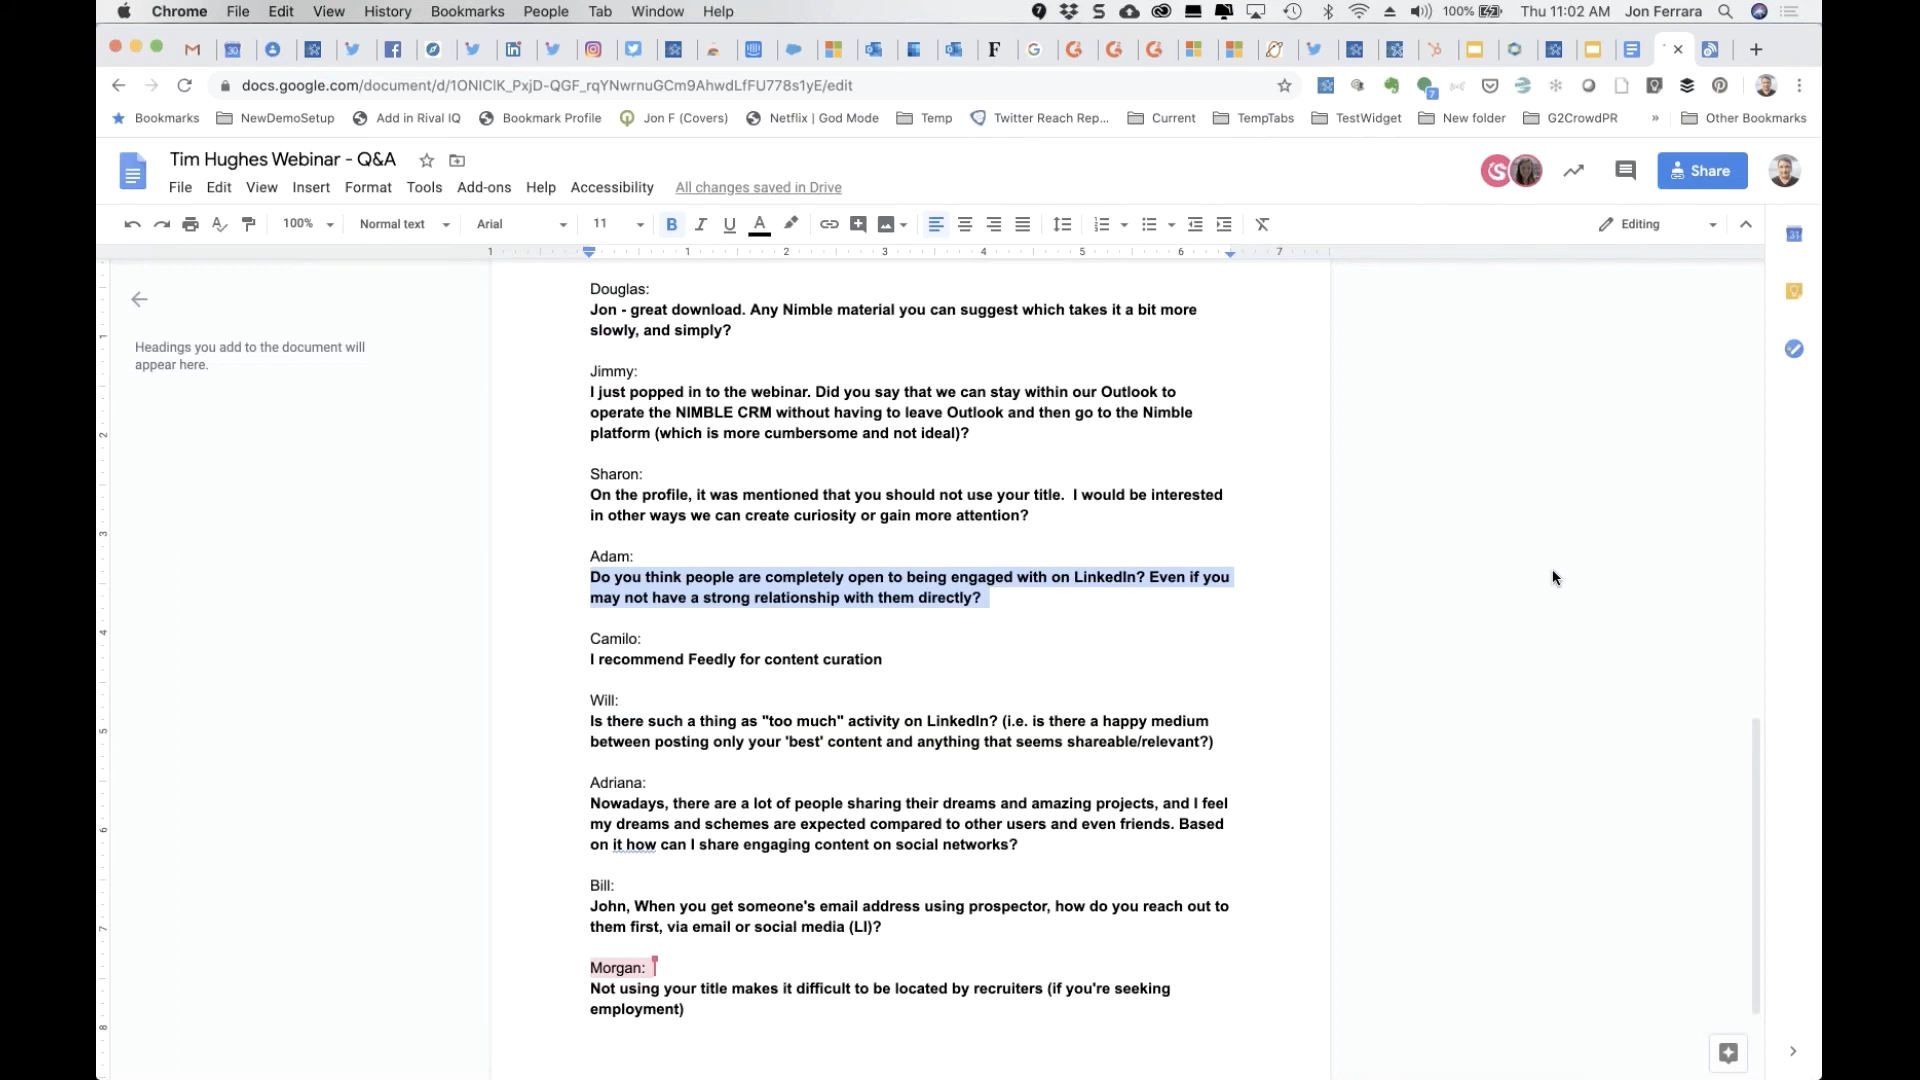 Chrome File Edit View History Bookmarks People Tab Window Help 100% Thu 11:02 AM Jon Ferrara
docs.google.com/document/d/1ONICIK_PxjD-QGF_rqYNwrnuGCm9AhwdLfFU778s1yE/edit
Bookmarks NewDemoSetup Add in Rival IQ Bookmark Profile Jon F (Covers) Netflix | God Mode Temp Twitter Reach Rep... Current TempTabs TestWidget New folder G2CrowdPR » Other Bookmarks
Tim Hughes Webinar - Q&A
File Edit View Insert Format Tools Add-ons Help Accessibility All changes saved in Drive
Share
100% Normal text Arial 11 B I U A Editing
1 1 2 3 4 5 6 7
Headings you add to the document will
appear here.
Douglas:
Jon - great download. Any Nimble material you can suggest which takes it a bit more
slowly, and simply?
Jimmy:
I just popped in to the webinar. Did you say that we can stay within our Outlook to
operate the NIMBLE CRM without having to leave Outlook and then go to the Nimble
platform (which is more cumbersome and not ideal)?
Sharon:
On the profile, it was mentioned that you should not use your title.  I would be interested
in other ways we can create curiosity or gain more attention?
Adam:
Do you think people are completely open to being engaged with on LinkedIn? Even if you
may not have a strong relationship with them directly?
Camilo:
I recommend Feedly for content curation
Will:
Is there such a thing as "too much" activity on LinkedIn? (i.e. is there a happy medium
between posting only your 'best' content and anything that seems shareable/relevant?)
Adriana:
Nowadays, there are a lot of people sharing their dreams and amazing projects, and I feel
my dreams and schemes are expected compared to other users and even friends. Based
on it how can I share engaging content on social networks?
Bill:
John, When you get someone's email address using prospector, how do you reach out to
them first, via email or social media (LI)?
Morgan:
Not using your title makes it difficult to be located by recruiters (if you're seeking
employment)